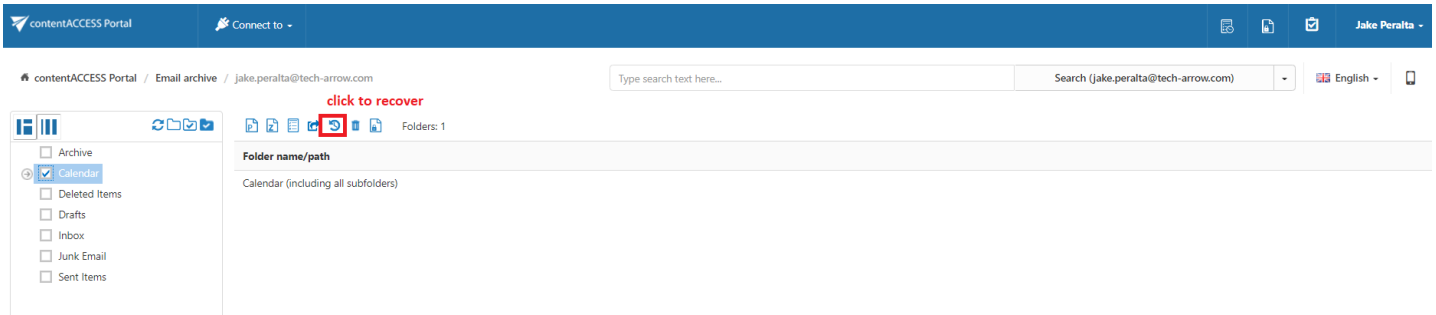 contentACCESS Portal
Connect to
Jake Peralta
contentACCESS Portal / Email archive / jake.peralta@tech-arrow.com
Type search text here...
Search (jake.peralta@tech-arrow.com)
English
click to recover
P
Z
Folders: 1
Archive
Calendar
Deleted Items
Drafts
Inbox
Junk Email
Sent Items
Folder name/path
Calendar (including all subfolders)